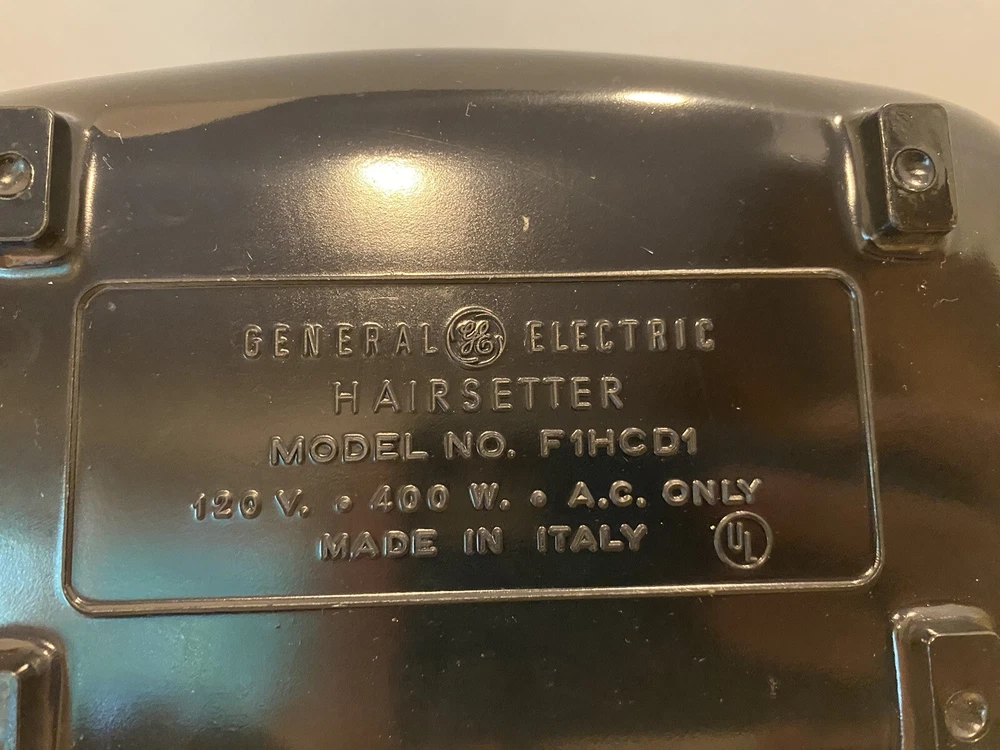 GENERAL GE ELECTRIC
HAIRSETTER
MODEL NO. F1HCD1
120 V. • 400 W. • A.C. ONLY
MADE IN ITALY UL